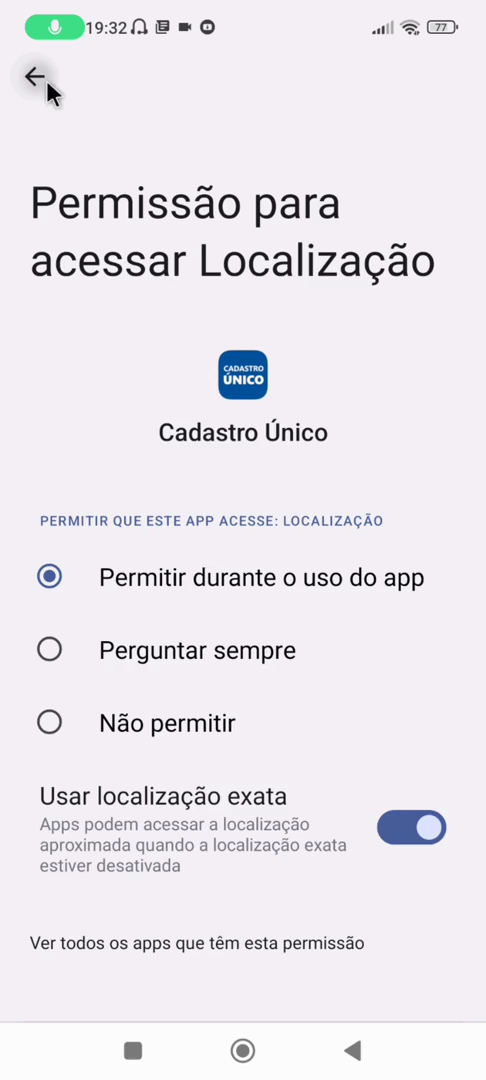 19:32
77
Permissão para
acessar Localização
CADASTRO
ÚNICO
Cadastro Único
PERMITIR QUE ESTE APP ACESSE: LOCALIZAÇÃO
Permitir durante o uso do app
Perguntar sempre
Não permitir
Usar localização exata
Apps podem acessar a localização
aproximada quando a localização exata
estiver desativada
Ver todos os apps que têm esta permissão